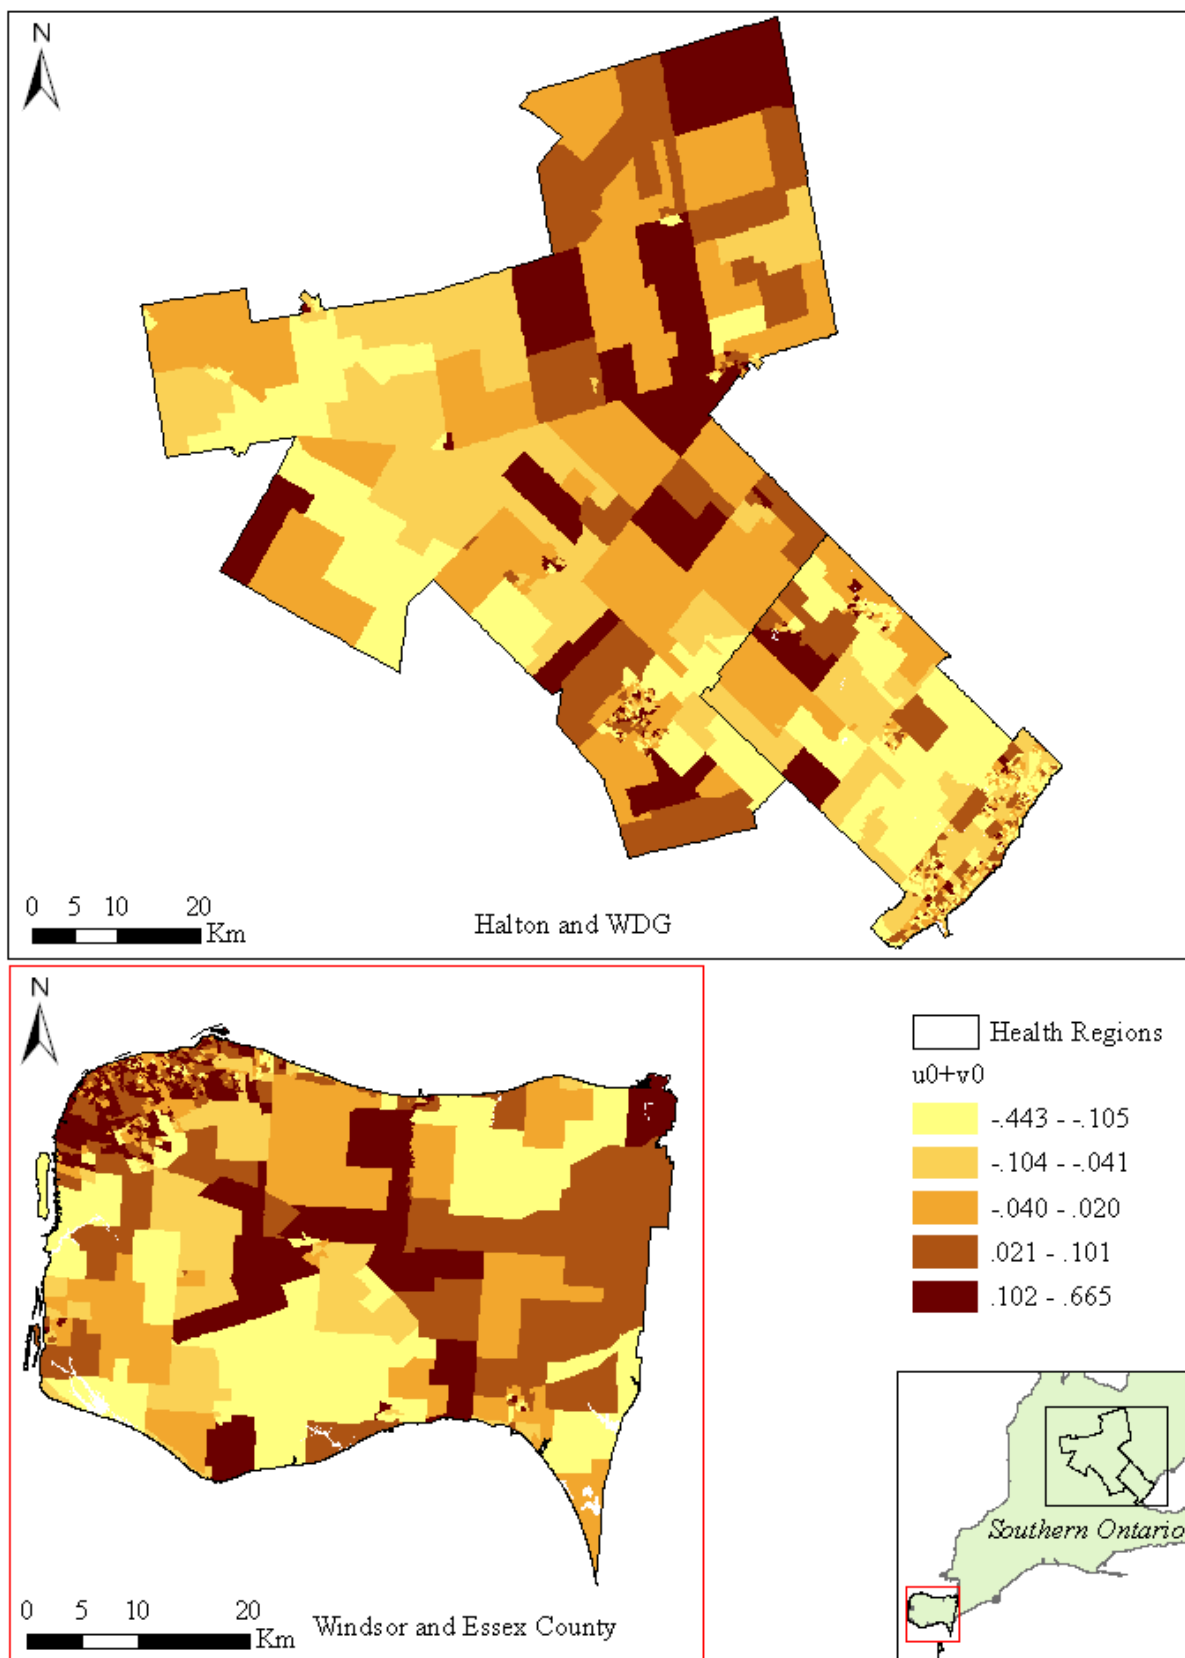 N
0 5 10 20
Km
Halton and WDG
N
0 5 10 20
Km
Windsor and Essex County
Health Regions
u0+v0
-.443 - -.105
-.104 - -.041
-.040 - .020
.021 - .101
.102 - .665
Southern Ontario